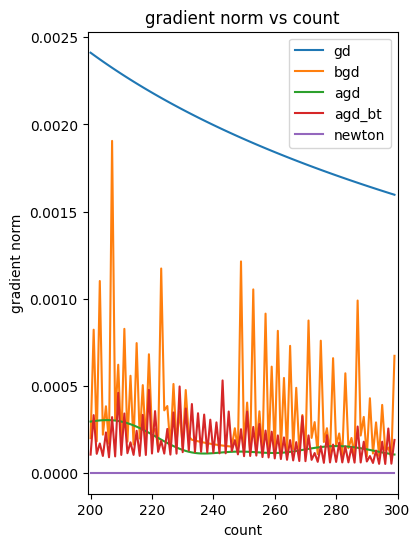 gradient norm vs count
0.0025
0.0020
0.0015
0.0010
0.0005
0.0000
gradient norm
gd
bgd
agd
agd_bt
newton
200
220
240
260
280
300
count